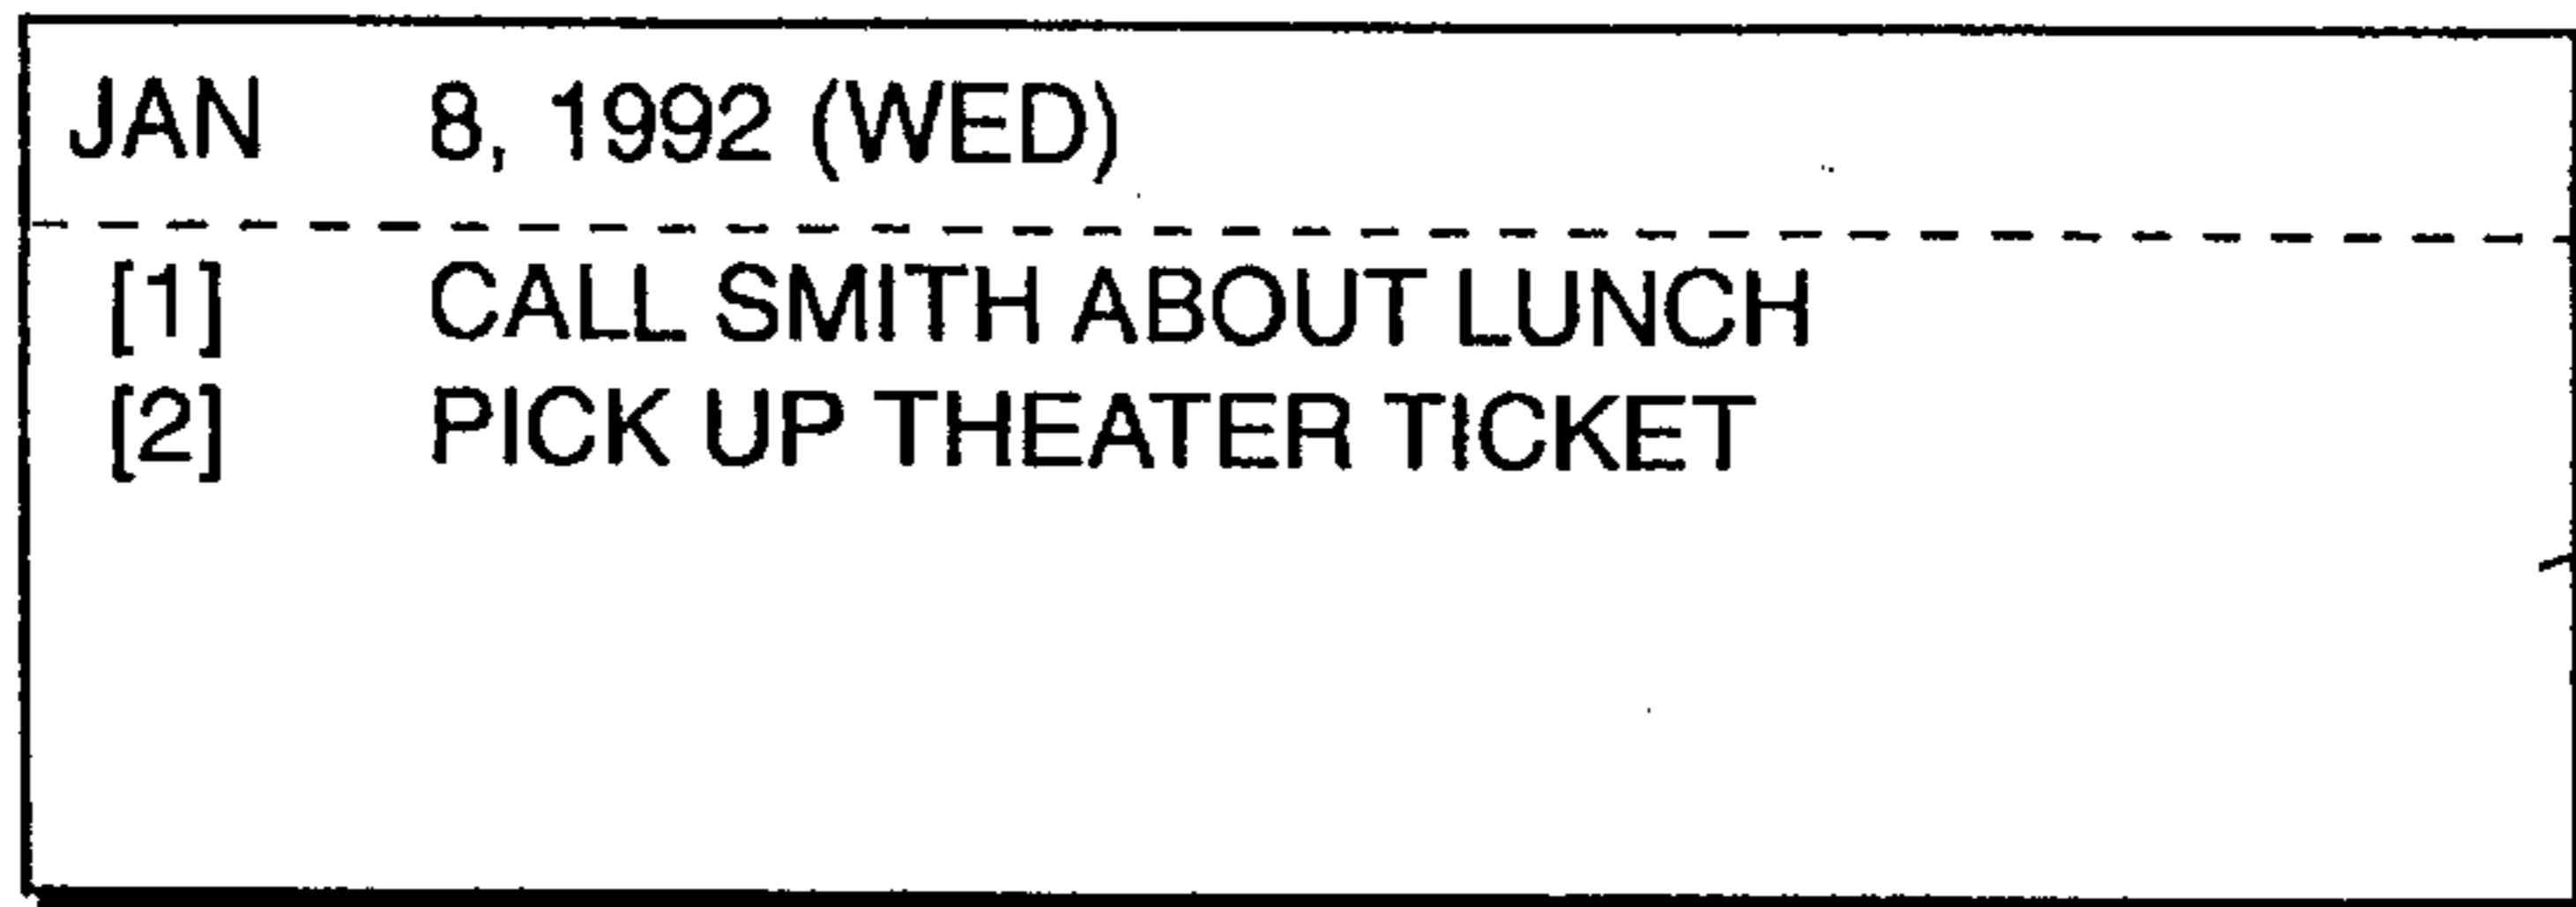 JAN 8, 1992 (WED)
[1] CALL SMITH ABOUT LUNCH
[2] PICK UP THEATER TICKET